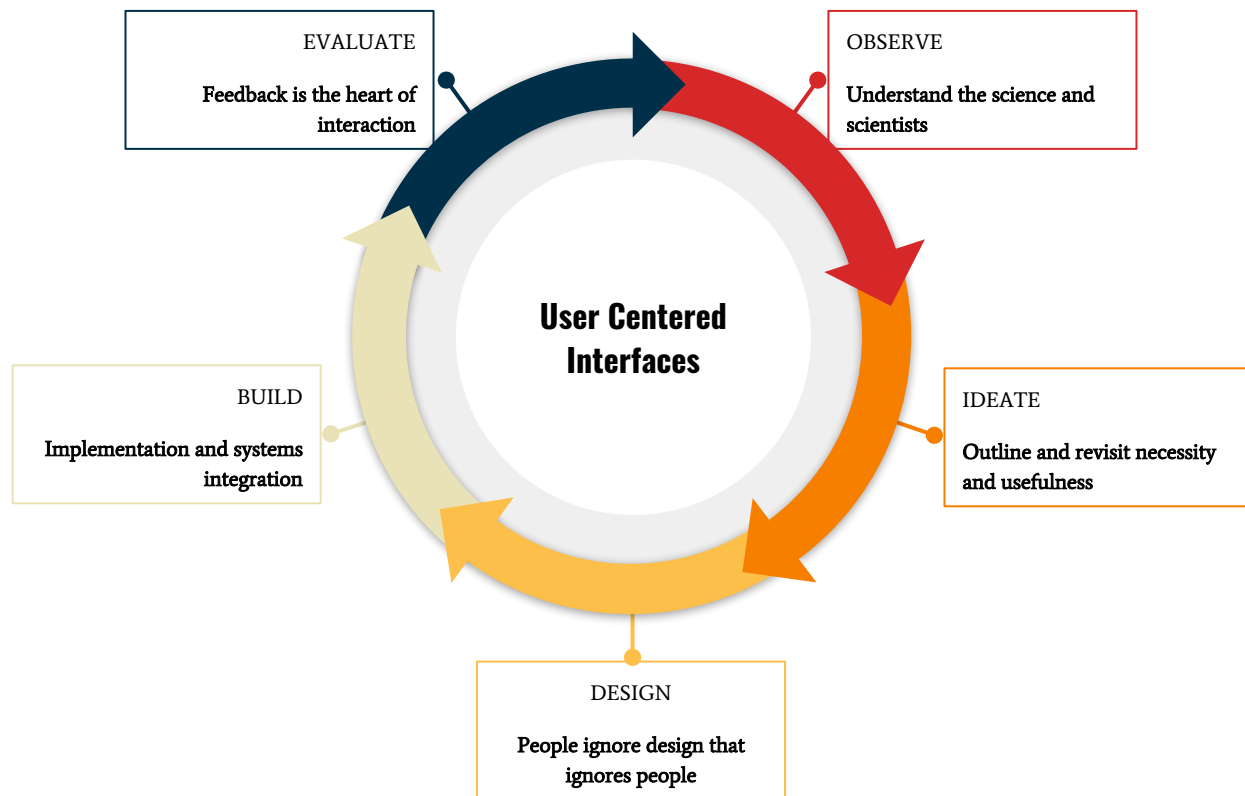 EVALUATE
Feedback is the heart of
interaction
OBSERVE
Understand the science and
scientists
User Centered
Interfaces
BUILD
Implementation and systems
integration
IDEATE
Outline and revisit necessity
and usefulness
DESIGN
People ignore design that
ignores people